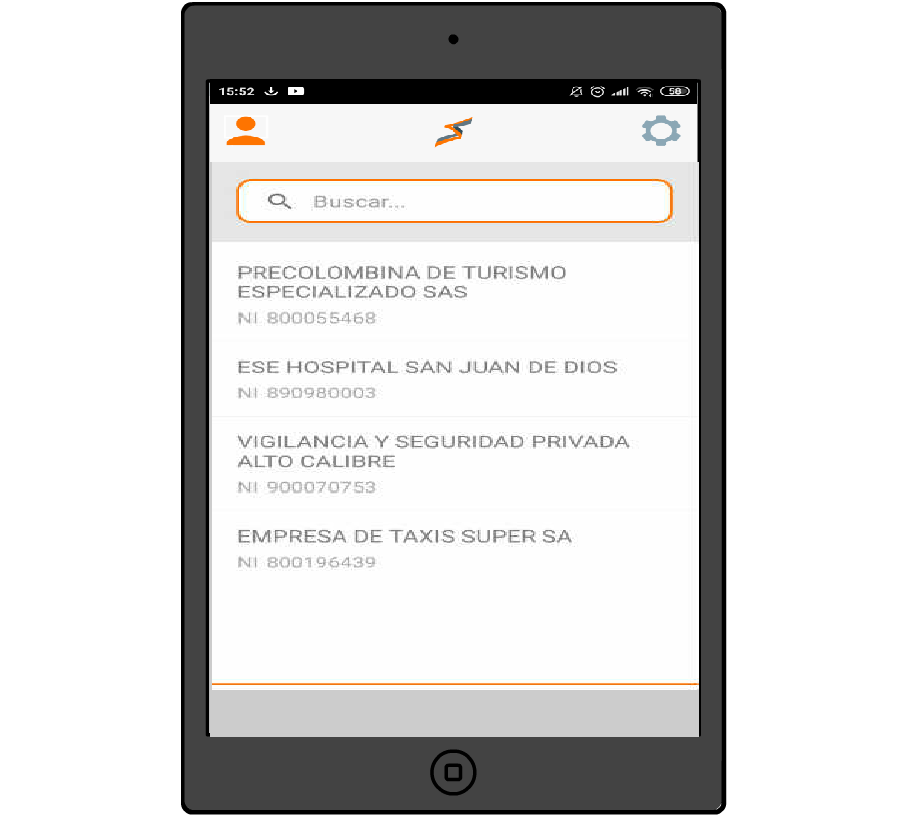 15:52
58
Buscar...
PRECOLOMBINA DE TURISMO
ESPECIALIZADO SAS
NI 800055468
ESE HOSPITAL SAN JUAN DE DIOS
NI 890980003
VIGILANCIA Y SEGURIDAD PRIVADA
ALTO CALIBRE
NI 900070753
EMPRESA DE TAXIS SUPER SA
NI 800196439